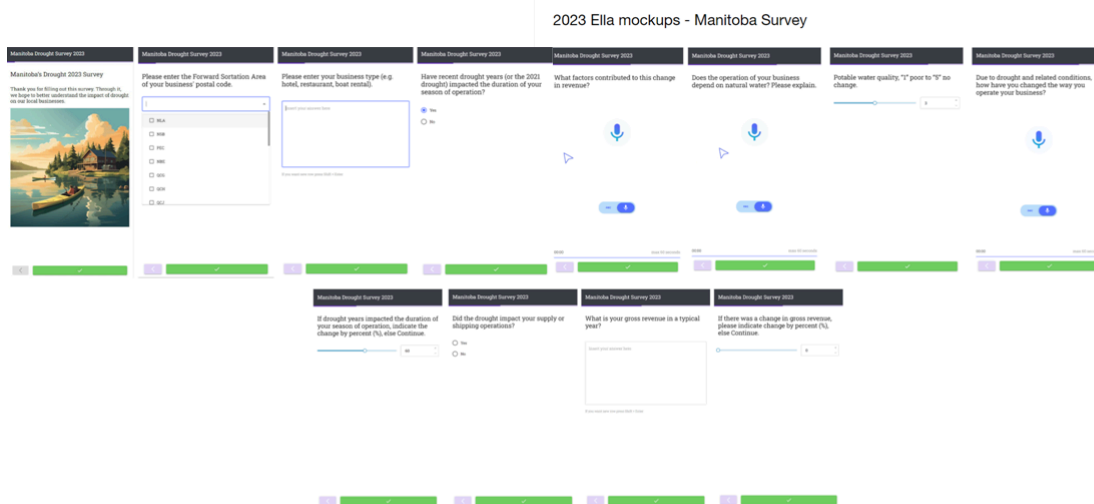 2023 Ella mockups - Manitoba Survey
Manitoba Drought Survey 2023
Manitoba's Drought 2023 Survey
Thank you for filling out this survey. Through it,
we hope to better understand the impact of drought
on our local businesses.
Manitoba Drought Survey 2023
Please enter the Forward Sortation Area
of your business' postal code.
Manitoba Drought Survey 2023
Please enter your business type (e.g.
hotel, restaurant, boat rental).
Insert your answer here
Manitoba Drought Survey 2023
Have recent drought years (or the 2021
drought) impacted the duration of your
season of operation?
Yes
No
Manitoba Drought Survey 2023
What factors contributed to this change
in revenue?
Manitoba Drought Survey 2023
Does the operation of your business
depend on natural water? Please explain.
Manitoba Drought Survey 2023
Potable water quality, "1" poor to "5" no
change.
Manitoba Drought Survey 2023
Due to drought and related conditions,
how have you changed the way you
operate your business?
Manitoba Drought Survey 2023
If drought years impacted the duration of
your season of operation, indicate the
change by percent (%), else Continue.
Manitoba Drought Survey 2023
Did the drought impact your supply or
shipping operations?
Yes
No
Manitoba Drought Survey 2023
What is your gross revenue in a typical
year?
Insert your answer here
Manitoba Drought Survey 2023
If there was a change in gross revenue,
please indicate change by percent (%),
else Continue.